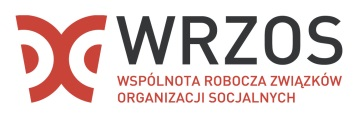 WRZOS
WSPÓLNOTA ROBOCZA ZWIĄZKÓW
ORGANIZACJI SOCJALNYCH